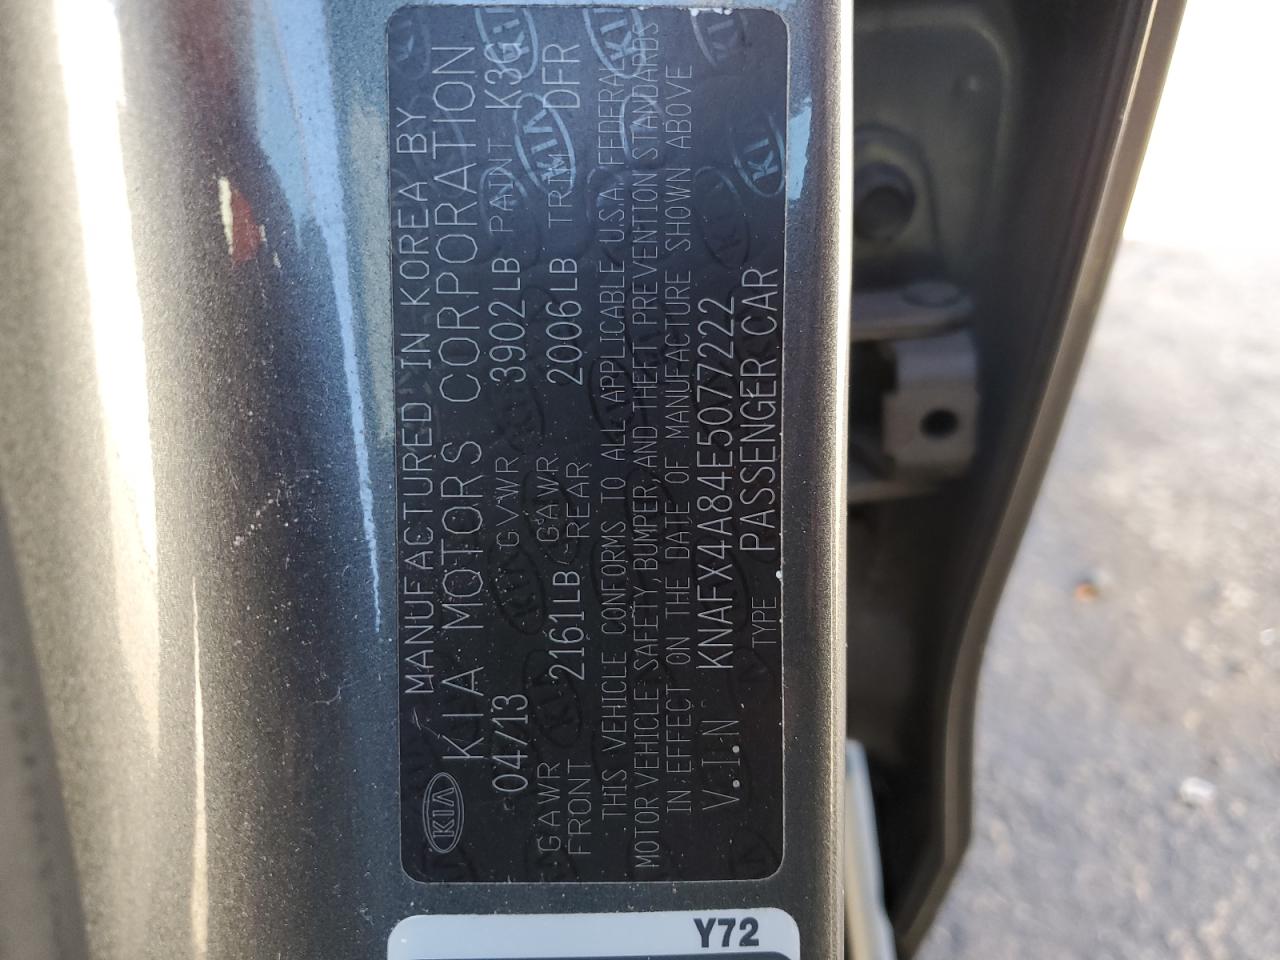 KIA
MANUFACTURED IN KOREA BY
KIA MOTORS CORPORATION
04/13 GVWR 3902LB PAINT K3G
GAWR FRONT 2161LB GAWR REAR 2006LB TRIM DFR
THIS VEHICLE CONFORMS TO ALL APPLICABLE U.S.A. FEDERAL
MOTOR VEHICLE SAFETY, BUMPER, AND THEFT PREVENTION STANDARDS
IN EFFECT ON THE DATE OF MANUFACTURE SHOWN ABOVE
V.I.N KNAFX4A84E5077222
TYPE PASSENGER CAR
Y72